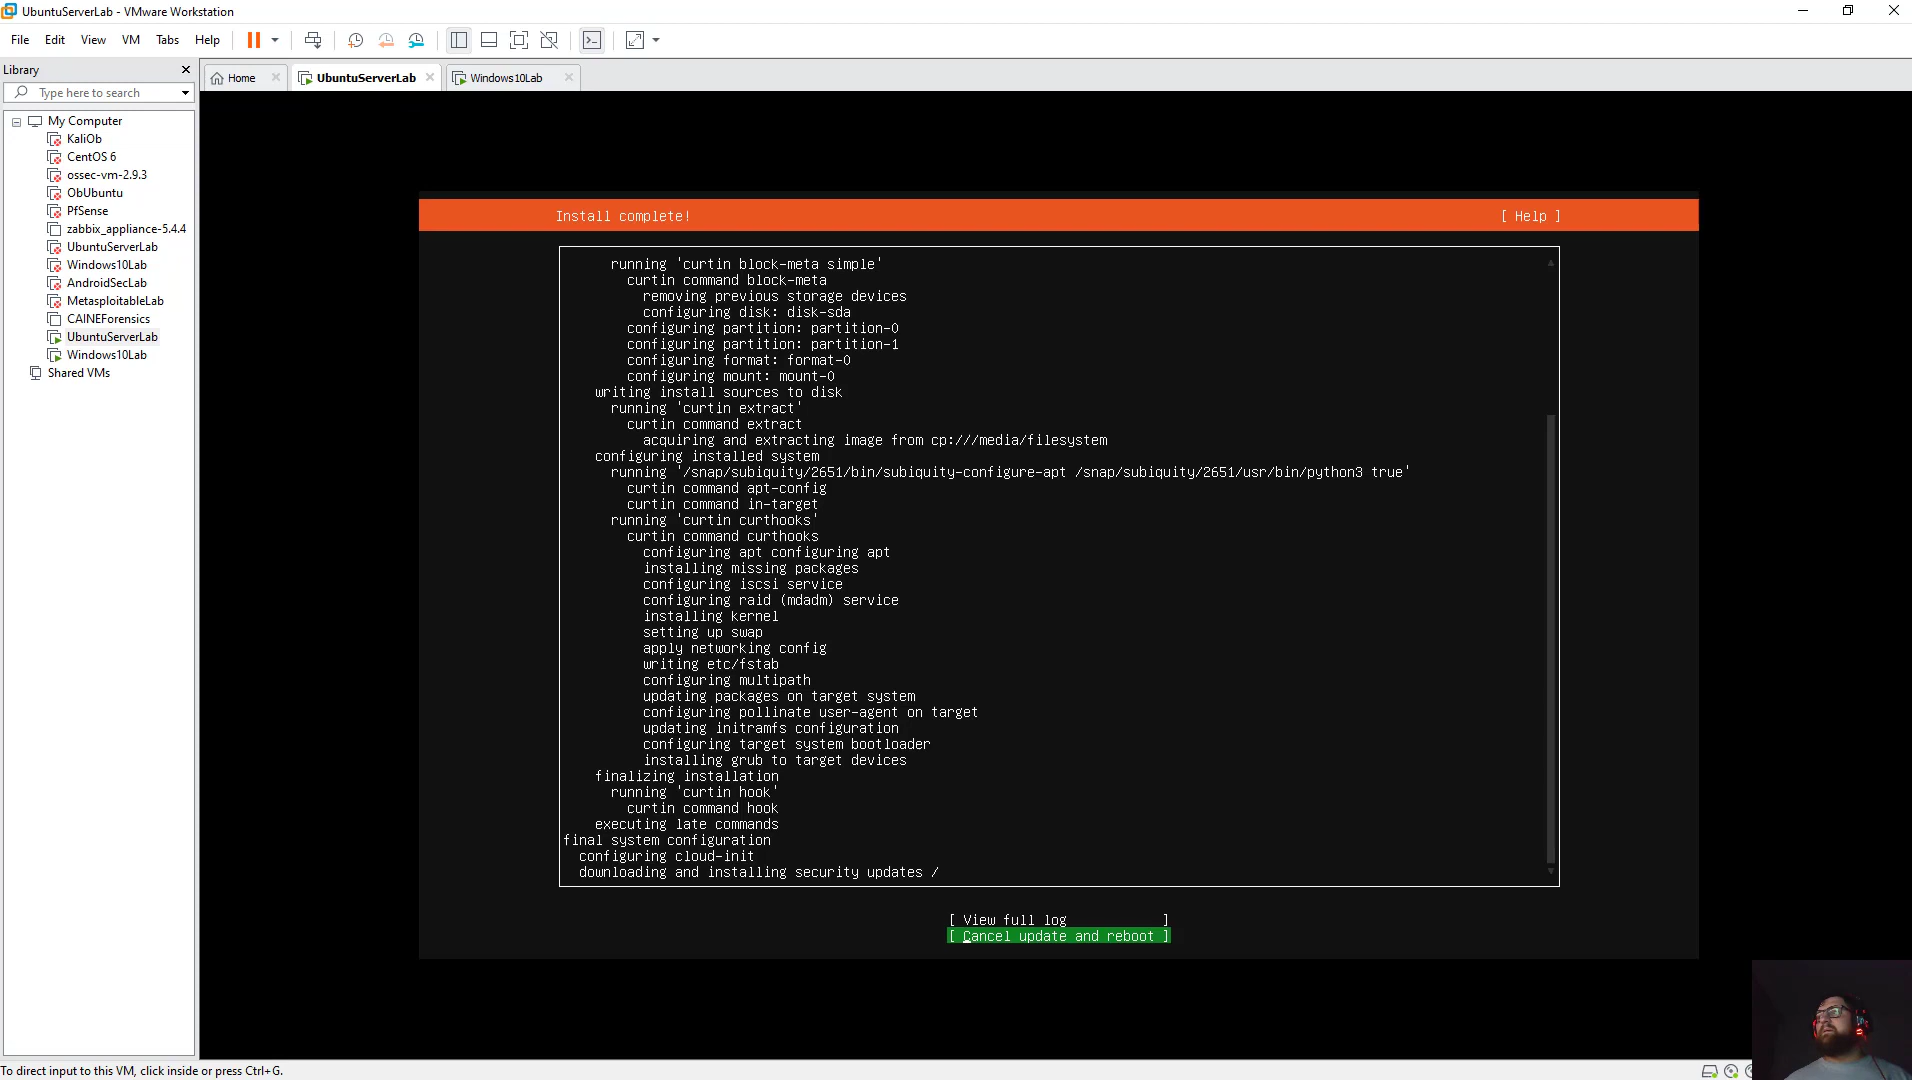 UbuntuServerLab - VMware Workstation
File Edit View VM Tabs Help
Library
Type here to search
Home
UbuntuServerLab
Windows10Lab
My Computer
KaliOb
CentOS 6
ossec-vm-2.9.3
ObUbuntu
PfSense
zabbix_appliance-5.4.4
UbuntuServerLab
Windows10Lab
AndroidSecLab
MetasploitableLab
CAINEForensics
UbuntuServerLab
Windows10Lab
Shared VMs
Install complete! [ Help ]
running 'curtin block-meta simple'
curtin command block-meta
removing previous storage devices
configuring disk: disk-sda
configuring partition: partition-0
configuring partition: partition-1
configuring format: format-0
configuring mount: mount-0
writing install sources to disk
running 'curtin extract'
curtin command extract
acquiring and extracting image from cp:///media/filesystem
configuring installed system
running '/snap/subiquity/2651/bin/subiquity-configure-apt /snap/subiquity/2651/usr/bin/python3 true'
curtin command apt-config
curtin command in-target
running 'curtin curthooks'
curtin command curthooks
configuring apt configuring apt
installing missing packages
configuring iscsi service
configuring raid (mdadm) service
installing kernel
setting up swap
apply networking config
writing etc/fstab
configuring multipath
updating packages on target system
configuring pollinate user-agent on target
updating initramfs configuration
configuring target system bootloader
installing grub to target devices
finalizing installation
running 'curtin hook'
curtin command hook
executing late commands
final system configuration
configuring cloud-init
downloading and installing security updates /
[ View full log ]
[ Cancel update and reboot ]
To direct input to this VM, click inside or press Ctrl+G.